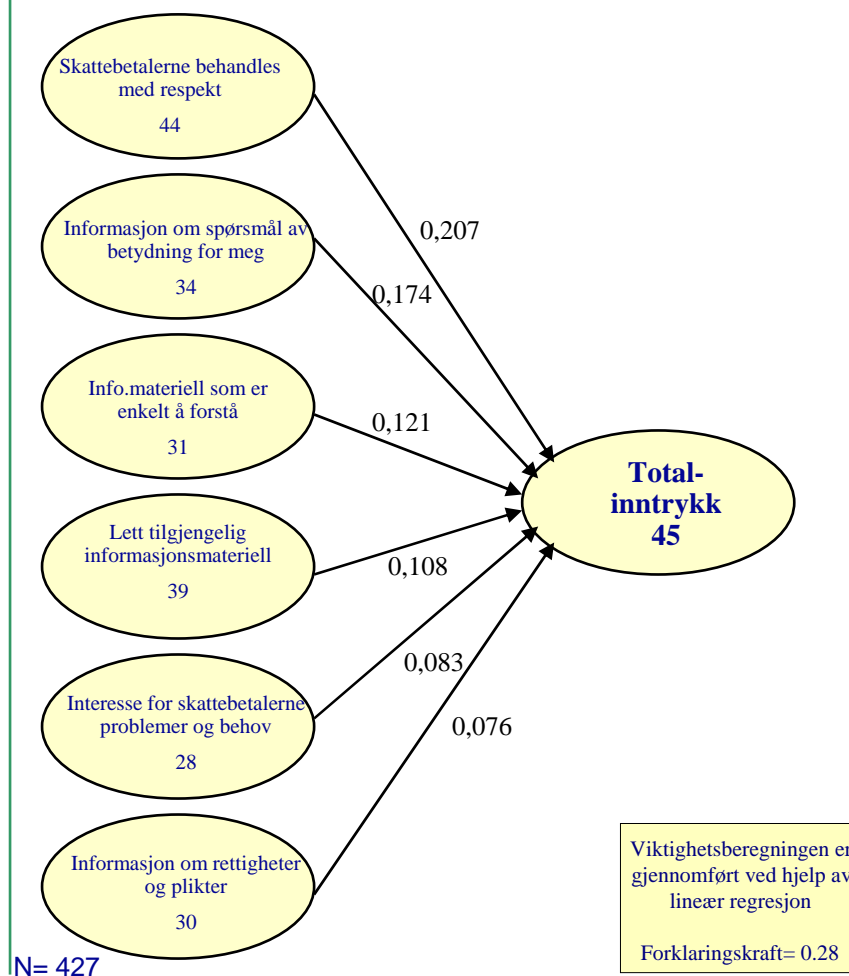 Skattebetalerne behandles
med respekt
44
Informasjon om spørsmål av
betydning for meg
34
Info.materiell som er
enkelt å forstå
31
Lett tilgjengelig
informasjonsmateriell
39
Interesse for skattebetalerne
problemer og behov
28
Informasjon om rettigheter
og plikter
30
0,207
0,174
0,121
0,108
0,083
0,076
Total-
inntrykk
45
Viktighetsberegningen er
gjennomført ved hjelp av
lineær regresjon
Forklaringskraft= 0.28
N= 427